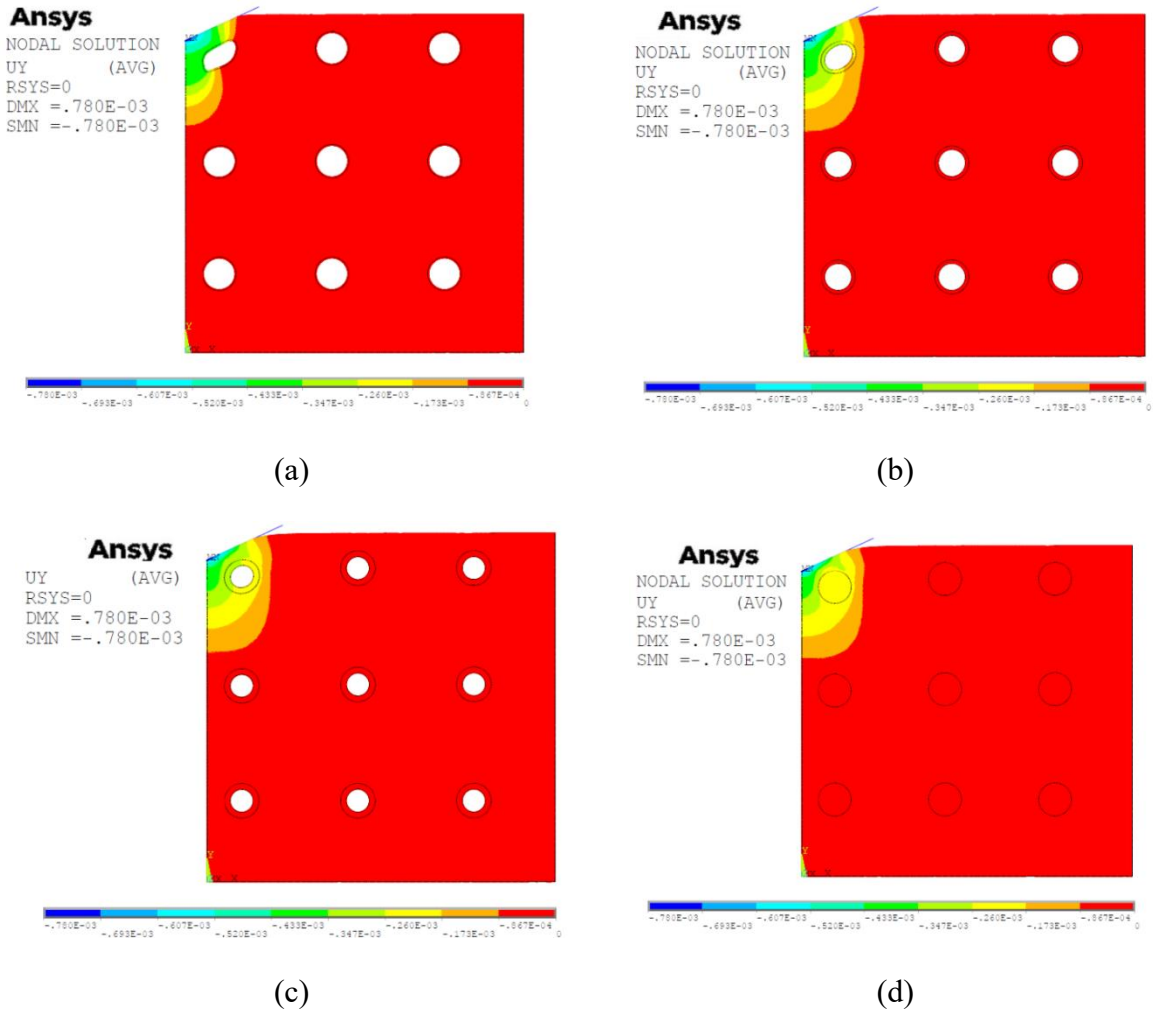 Ansys
NODAL SOLUTION
UY (AVG)
RSYS=0
DMX =.780E-03
SMN =-.780E-03
Y
X
-.780E-03 -.607E-03 -.433E-03 -.260E-03 -.867E-04
-.693E-03 -.520E-03 -.347E-03 -.173E-03 0
(a)
Ansys
NODAL SOLUTION
UY (AVG)
RSYS=0
DMX =.780E-03
SMN =-.780E-03
Y
X
-.780E-03 -.607E-03 -.433E-03 -.260E-03 -.867E-04
-.693E-03 -.520E-03 -.347E-03 -.173E-03 0
(b)
Ansys
UY (AVG)
RSYS=0
DMX =.780E-03
SMN =-.780E-03
Y
X
-.780E-03 -.607E-03 -.433E-03 -.260E-03 -.867E-04
-.693E-03 -.520E-03 -.347E-03 -.173E-03 0
(c)
Ansys
NODAL SOLUTION
UY (AVG)
RSYS=0
DMX =.780E-03
SMN =-.780E-03
Y
X
-.780E-03 -.607E-03 -.433E-03 -.260E-03 -.867E-04
-.693E-03 -.520E-03 -.347E-03 -.173E-03 0
(d)